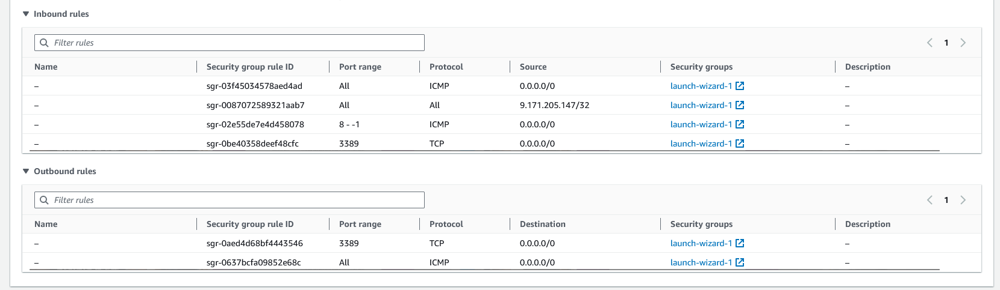 Inbound rules
Filter rules
1
Name Security group rule ID Port range Protocol Source Security groups Description
– sgr-03f45034578aed4ad All ICMP 0.0.0.0/0 launch-wizard-1 –
– sgr-0087072589321aab7 All All 9.171.205.147/32 launch-wizard-1 –
– sgr-02e55de7e4d458078 8 - -1 ICMP 0.0.0.0/0 launch-wizard-1 –
– sgr-0be40358deef48cfc 3389 TCP 0.0.0.0/0 launch-wizard-1 –
Outbound rules
Filter rules
1
Name Security group rule ID Port range Protocol Destination Security groups Description
– sgr-0aed4d68bf4443546 3389 TCP 0.0.0.0/0 launch-wizard-1 –
– sgr-0637bcfa09852e68c All ICMP 0.0.0.0/0 launch-wizard-1 –